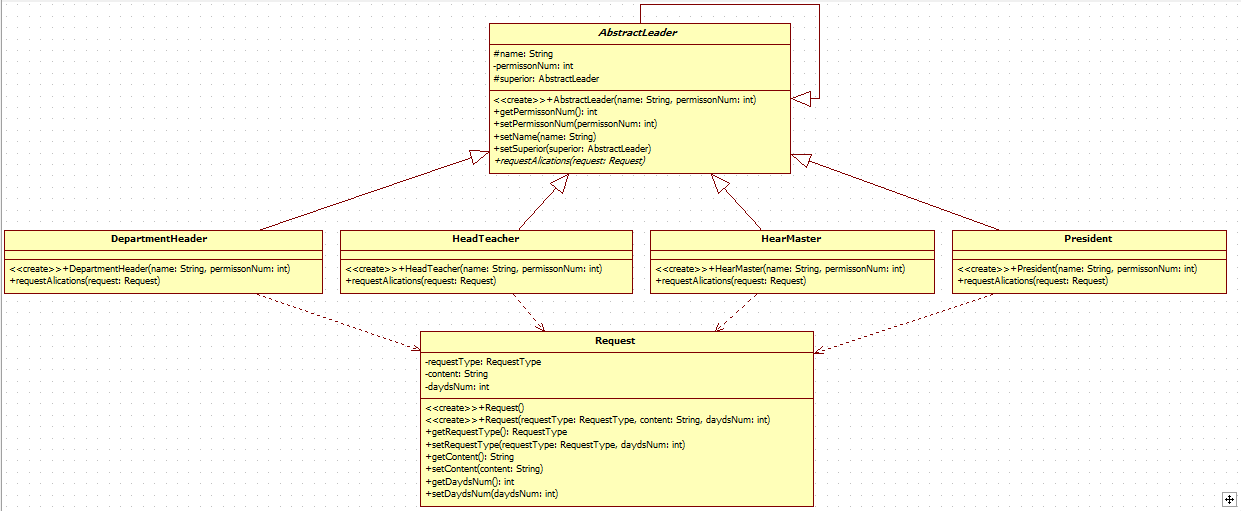 AbstractLeader
#name: String
-permissonNum: int
#superior: AbstractLeader
<<create>>+AbstractLeader(name: String, permissonNum: int)
+getPermissonNum(): int
+setPermissonNum(permissonNum: int)
+setName(name: String)
+setSuperior(superior: AbstractLeader)
+requestAlications(request: Request)
DepartmentHeader
<<create>>+DepartmentHeader(name: String, permissonNum: int)
+requestAlications(request: Request)
HeadTeacher
<<create>>+HeadTeacher(name: String, permissonNum: int)
+requestAlications(request: Request)
HearMaster
<<create>>+HearMaster(name: String, permissonNum: int)
+requestAlications(request: Request)
President
<<create>>+President(name: String, permissonNum: int)
+requestAlications(request: Request)
Request
-requestType: RequestType
-content: String
-daydsNum: int
<<create>>+Request()
<<create>>+Request(requestType: RequestType, content: String, daydsNum: int)
+getRequestType(): RequestType
+setRequestType(requestType: RequestType, daydsNum: int)
+getContent(): String
+setContent(content: String)
+getDaydsNum(): int
+setDaydsNum(daydsNum: int)